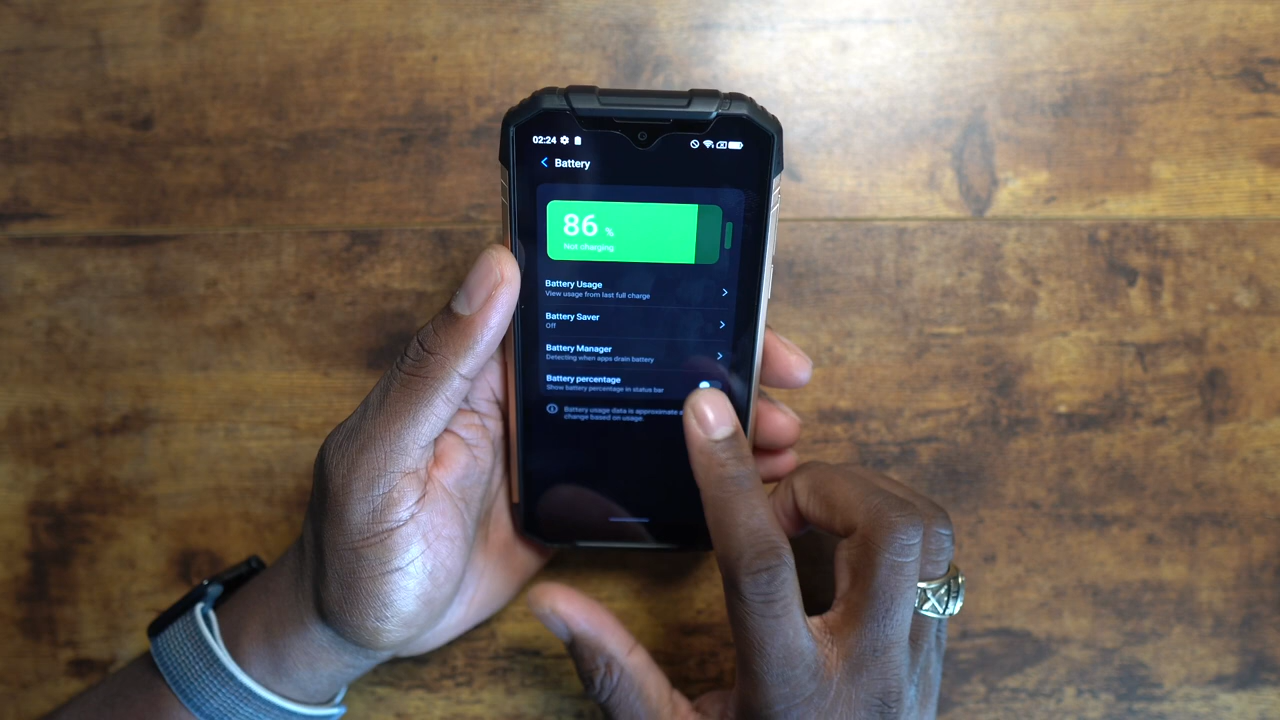 02:24
Battery
86 %
Not charging
Battery Usage
View usage from last full charge
Battery Saver
Off
Battery Manager
Detecting when apps drain battery
Battery percentage
Show battery percentage in status bar
Battery usage data is approximate
change based on usage.